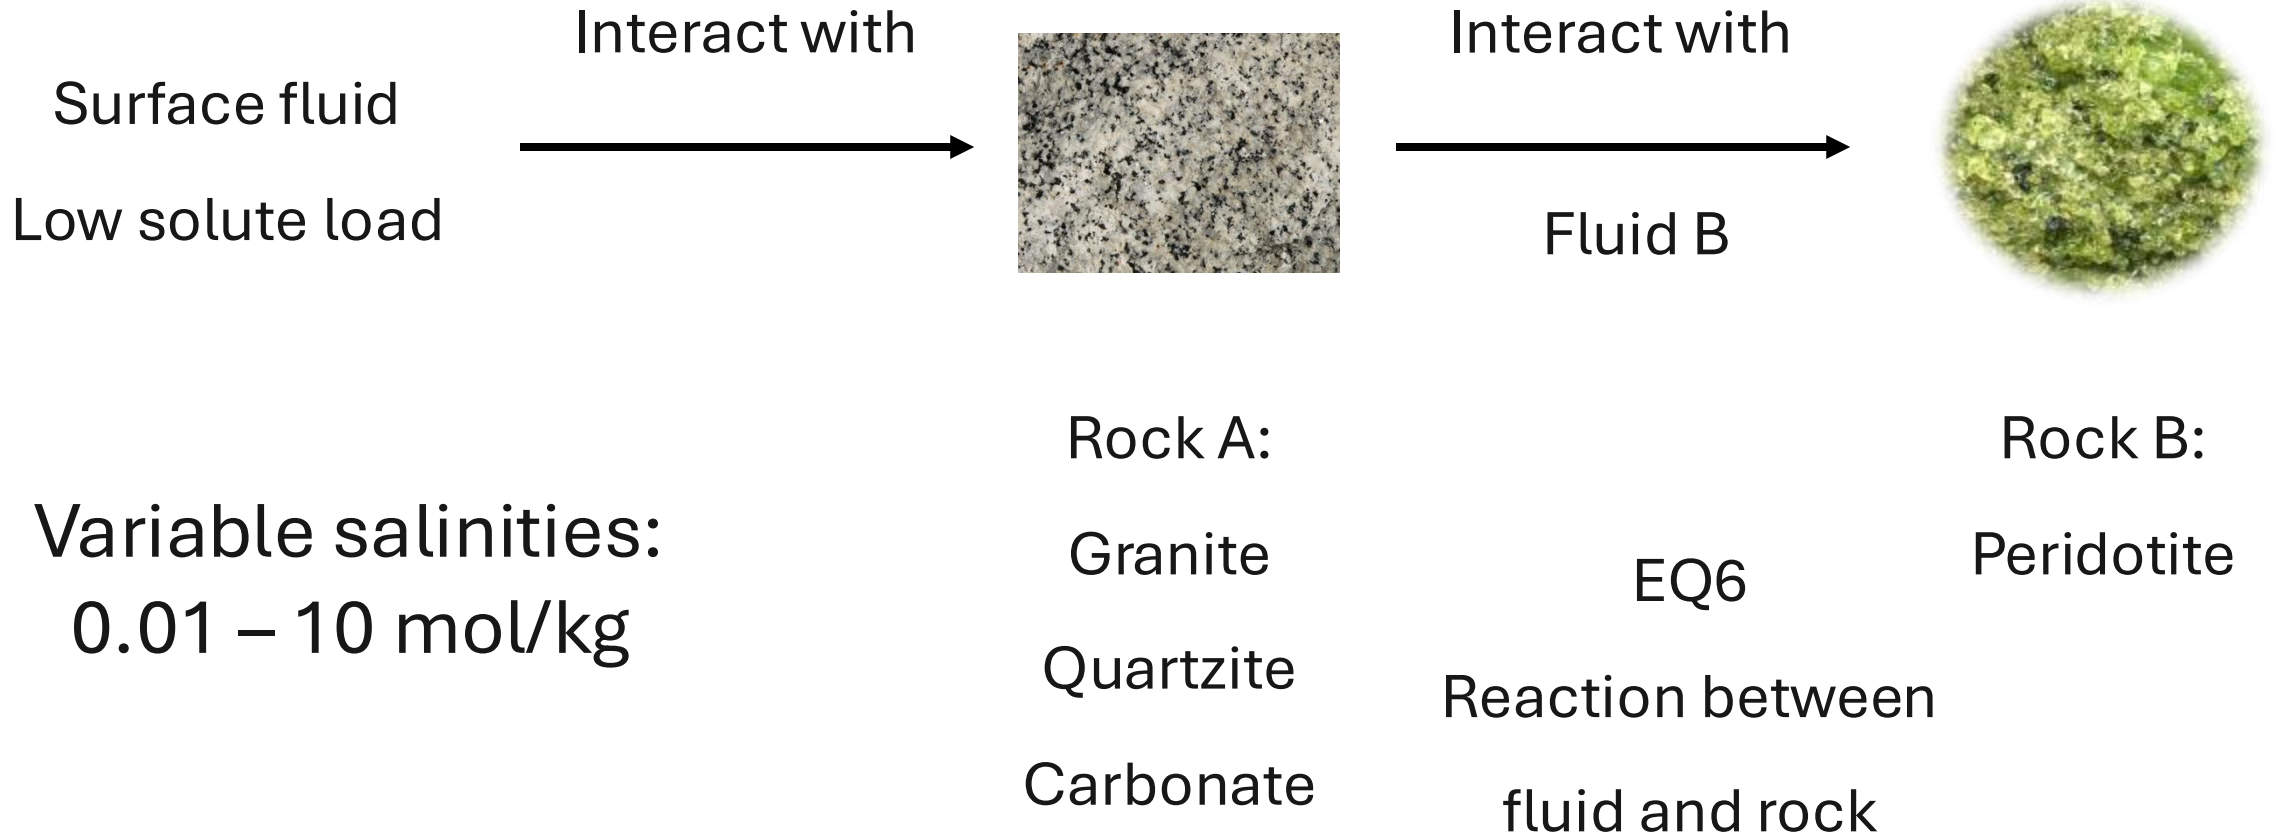 Surface fluid
Low solute load
Interact with
Interact with
Fluid B
Variable salinities:
0.01 – 10 mol/kg
Rock A:
Granite
Quartzite
Carbonate
EQ6
Reaction between
fluid and rock
Rock B:
Peridotite